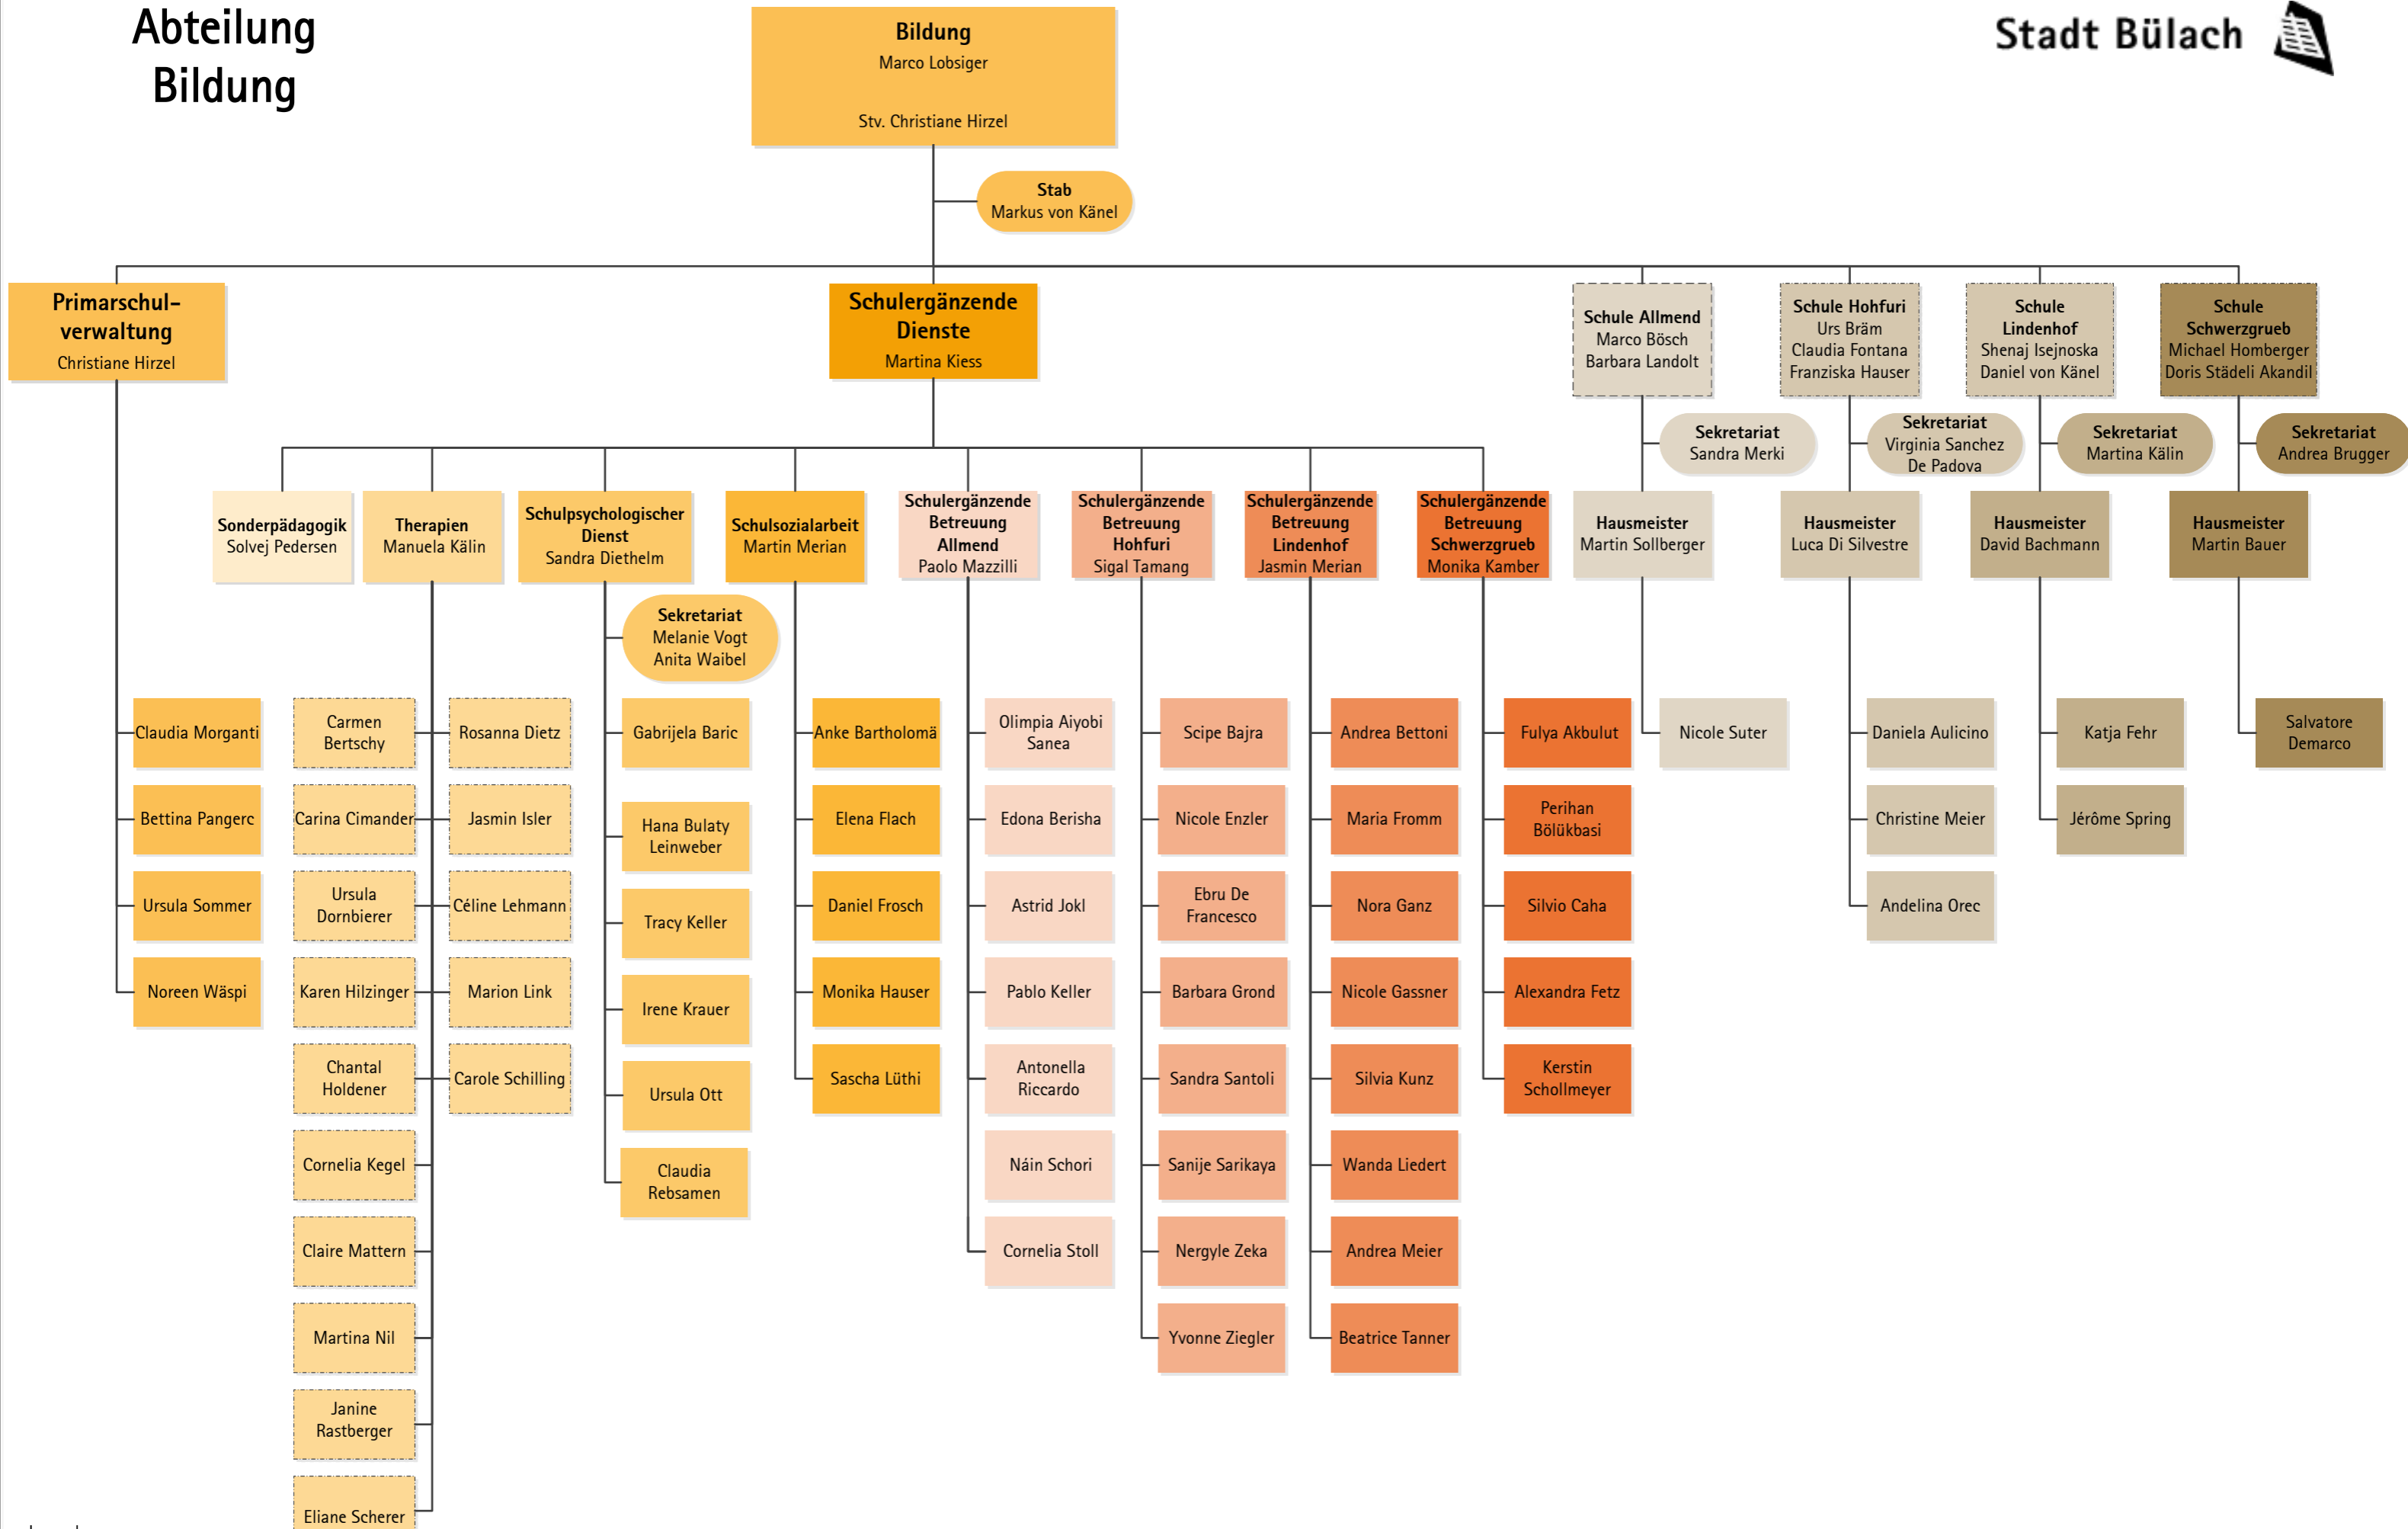 Abteilung
Bildung
Stadt Bülach
Bildung
Marco Lobsiger
Stv. Christiane Hirzel
Stab
Markus von Känel
Primarschul-
verwaltung
Christiane Hirzel
Schulergänzende
Dienste
Martina Kiess
Schule Allmend
Marco Bösch
Barbara Landolt
Schule Hohfuri
Urs Bräm
Claudia Fontana
Franziska Hauser
Schule
Lindenhof
Shenaj Isejnoska
Daniel von Känel
Schule
Schwerzgrueb
Michael Homberger
Doris Städeli Akandil
Sekretariat
Sandra Merki
Sekretariat
Virginia Sanchez
De Padova
Sekretariat
Martina Kälin
Sekretariat
Andrea Brugger
Sonderpädagogik
Solvej Pedersen
Therapien
Manuela Kälin
Schulpsychologischer
Dienst
Sandra Diethelm
Schulsozialarbeit
Martin Merian
Schulergänzende
Betreuung
Allmend
Paolo Mazzilli
Schulergänzende
Betreuung
Hohfuri
Sigal Tamang
Schulergänzende
Betreuung
Lindenhof
Jasmin Merian
Schulergänzende
Betreuung
Schwerzgrueb
Monika Kamber
Hausmeister
Martin Sollberger
Hausmeister
Luca Di Silvestre
Hausmeister
David Bachmann
Hausmeister
Martin Bauer
Sekretariat
Melanie Vogt
Anita Waibel
Claudia Morganti
Bettina Pangerc
Ursula Sommer
Noreen Wäspi
Carmen
Bertschy
Carina Cimander
Ursula
Dornbierer
Karen Hilzinger
Chantal
Holdener
Cornelia Kegel
Claire Mattern
Martina Nil
Janine
Rastberger
Eliane Scherer
Rosanna Dietz
Jasmin Isler
Céline Lehmann
Marion Link
Carole Schilling
Gabrijela Baric
Hana Bulaty
Leinweber
Tracy Keller
Irene Krauer
Ursula Ott
Claudia
Rebsamen
Anke Bartholomä
Elena Flach
Daniel Frosch
Monika Hauser
Sascha Lüthi
Olimpia Aiyobi
Sanea
Edona Berisha
Astrid Jokl
Pablo Keller
Antonella
Riccardo
Náin Schori
Cornelia Stoll
Scipe Bajra
Nicole Enzler
Ebru De
Francesco
Barbara Grond
Sandra Santoli
Sanije Sarikaya
Nergyle Zeka
Yvonne Ziegler
Andrea Bettoni
Maria Fromm
Nora Ganz
Nicole Gassner
Silvia Kunz
Wanda Liedert
Andrea Meier
Beatrice Tanner
Fulya Akbulut
Perihan
Bölükbasi
Silvio Caha
Alexandra Fetz
Kerstin
Schollmeyer
Nicole Suter
Daniela Aulicino
Christine Meier
Andelina Orec
Katja Fehr
Jérôme Spring
Salvatore
Demarco